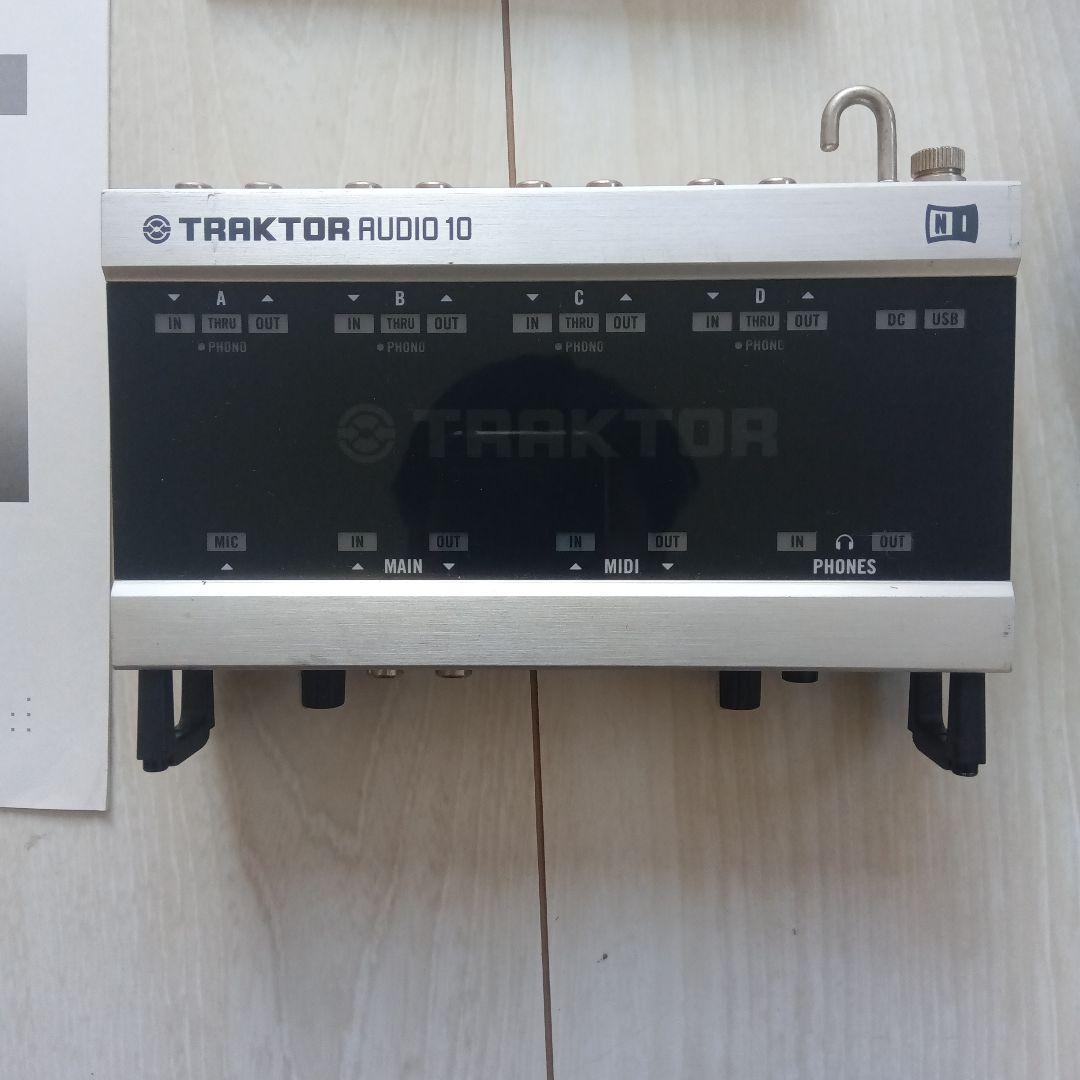 TRAKTOR AUDIO 10 NI
A B C D
IN THRU OUT IN THRU OUT IN THRU OUT IN THRU OUT DC USB
PHONO PHONO PHONO PHONO
TRAKTOR
MIC IN OUT IN OUT IN OUT
MAIN MIDI PHONES